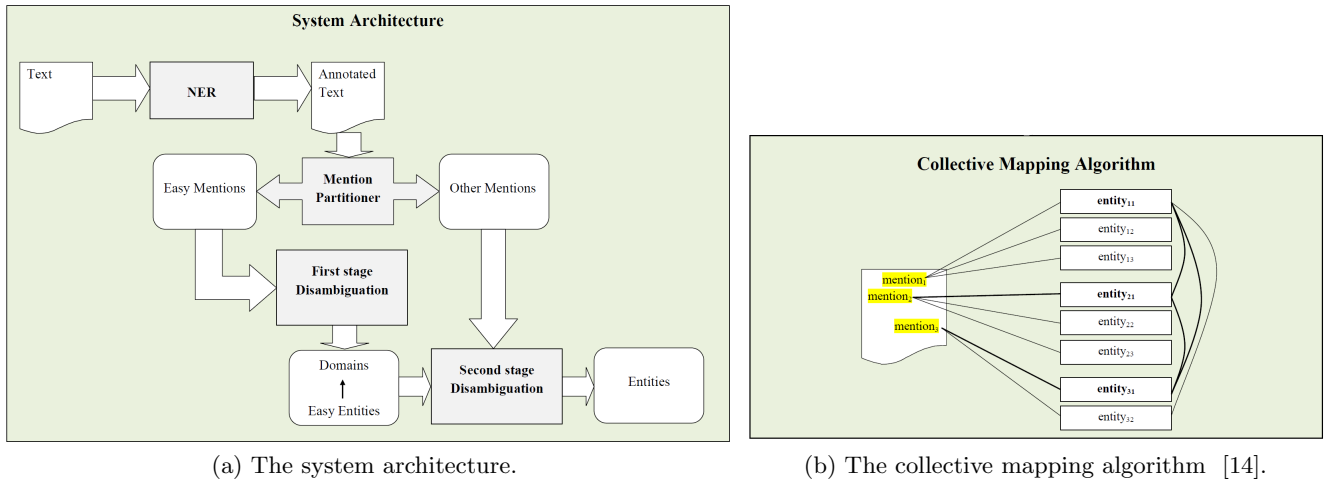 System Architecture
Text
NER
Annotated
Text
Easy Mentions
Mention
Partitioner
Other Mentions
First stage
Disambiguation
Domains
Easy Entities
Second stage
Disambiguation
Entities
(a) The system architecture.
Collective Mapping Algorithm
mention₁
mention₂
mention₃
entity₁₁
entity₁₂
entity₁₃
entity₂₁
entity₂₂
entity₂₃
entity₃₁
entity₃₂
(b) The collective mapping algorithm [14].